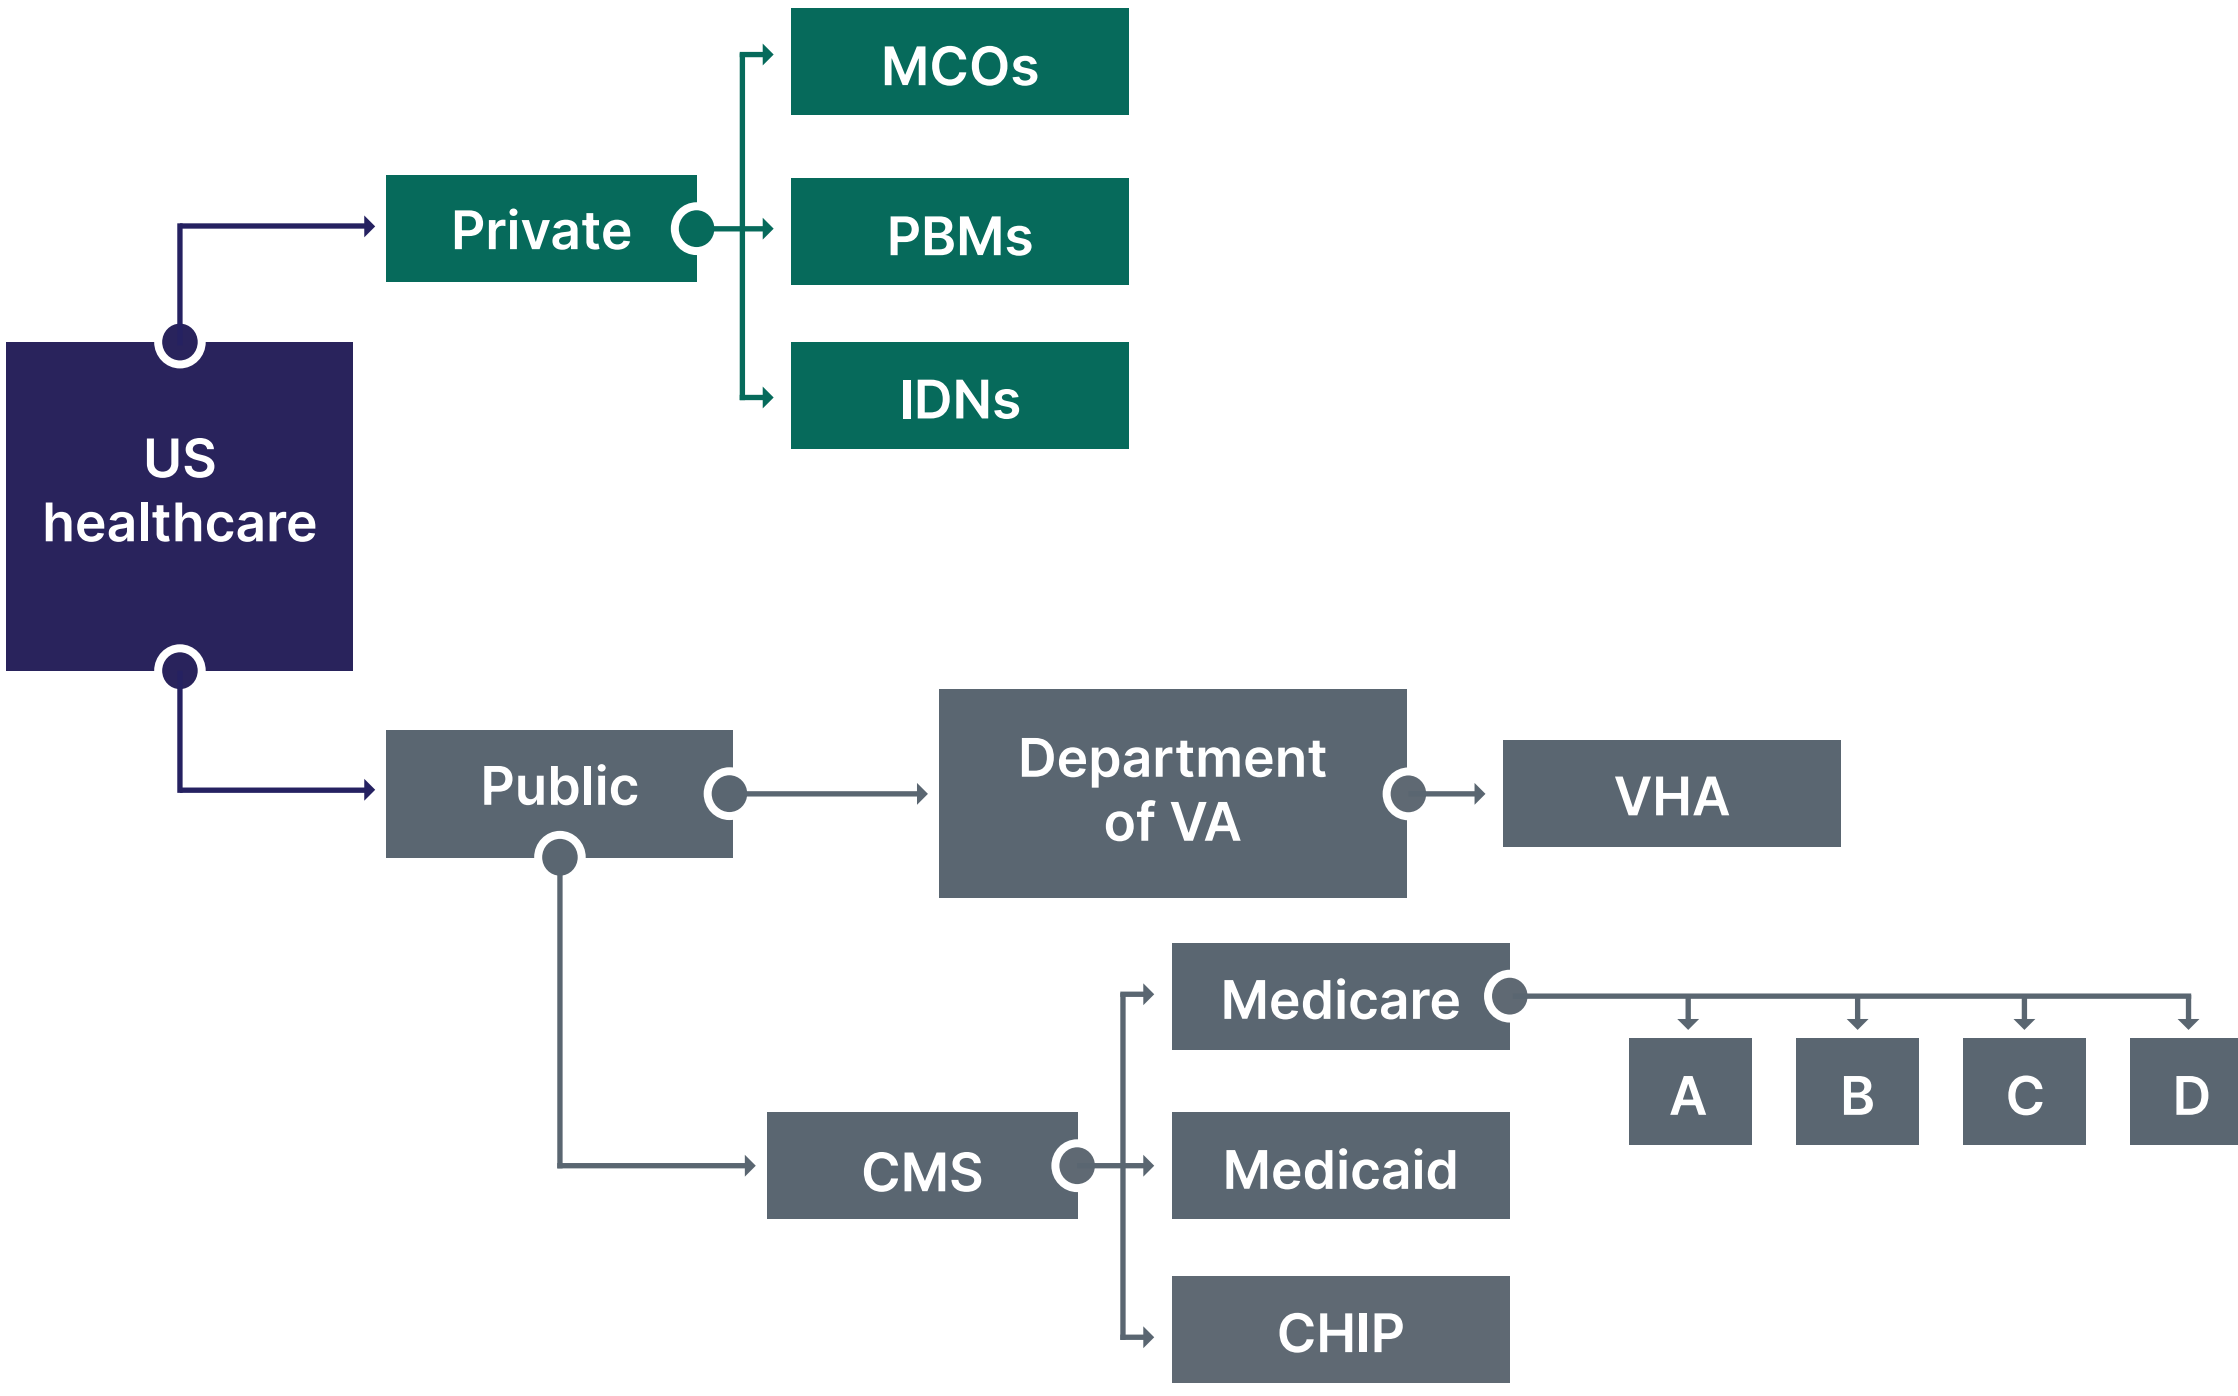 MCOs
Private
PBMs
IDNs
US
healthcare
Public
Department
of VA
VHA
Medicare
A
B
C
D
CMS
Medicaid
CHIP